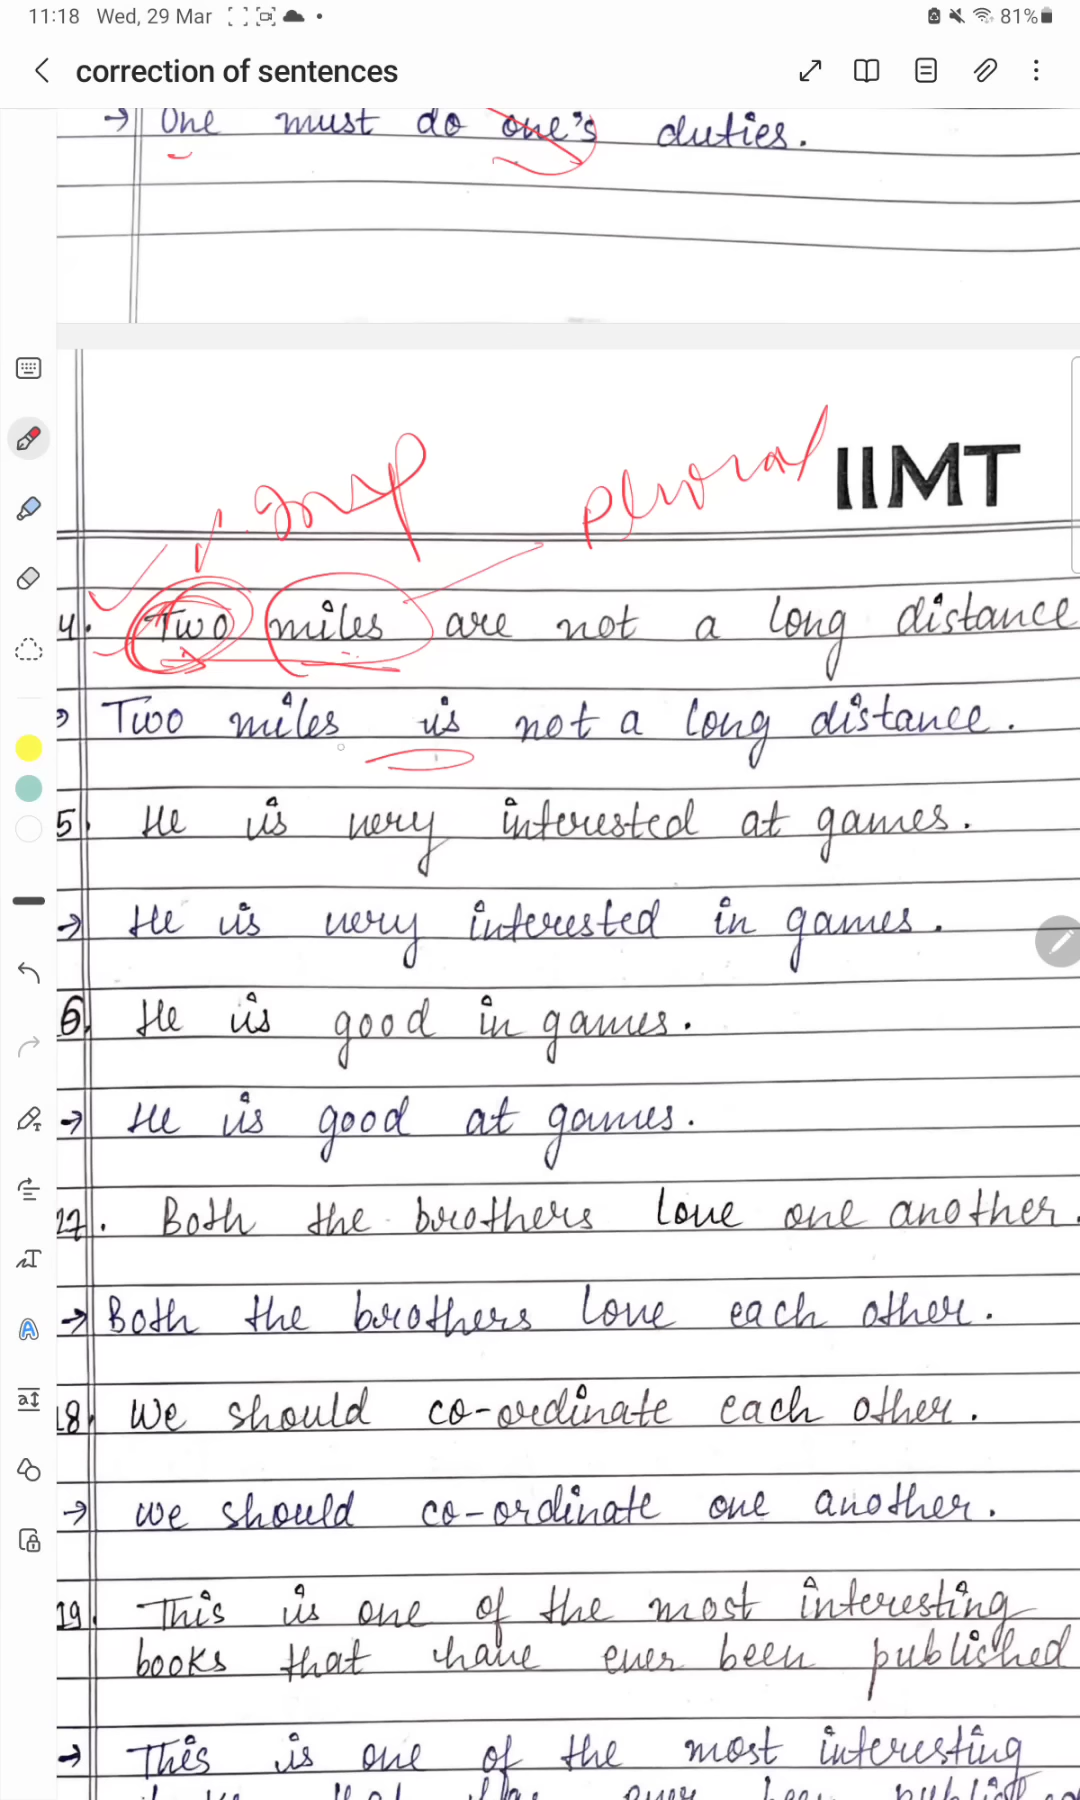 11:18 Wed, 29 Mar 81%
correction of sentences
→ One must do one's duties.
Imp
Plural
IIMT
4. Two miles are not a long distance
Two miles is not a long distance.
5. He is very interested at games.
→ He is very interested in games.
6. He is good in games.
→ He is good at games.
17. Both the brothers love one another.
→ Both the brothers love each other.
18. We should co-ordinate each other.
→ We should co-ordinate one another.
19. This is one of the most interesting
books that have ever been published
→ This is one of the most interesting